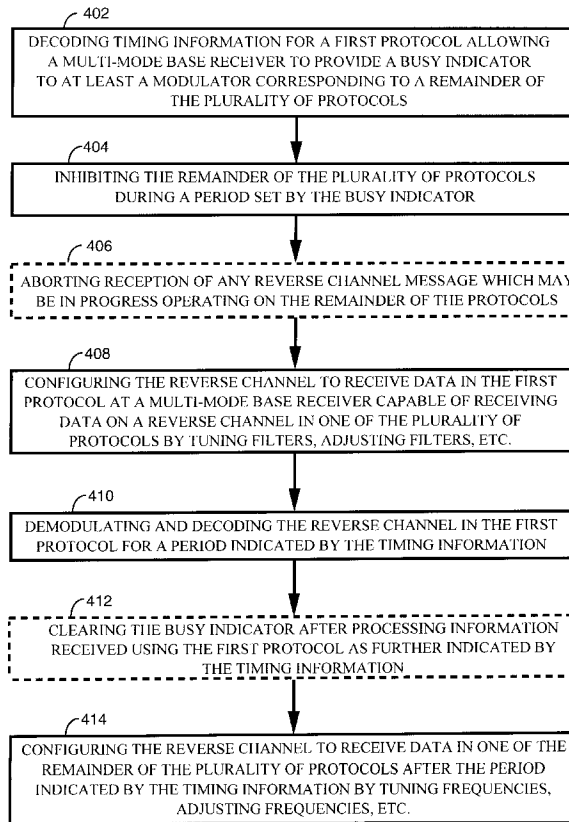 402
DECODING TIMING INFORMATION FOR A FIRST PROTOCOL ALLOWING
A MULTI-MODE BASE RECEIVER TO PROVIDE A BUSY INDICATOR
TO AT LEAST A MODULATOR CORRESPONDING TO A REMAINDER OF
THE PLURALITY OF PROTOCOLS
404
INHIBITING THE REMAINDER OF THE PLURALITY OF PROTOCOLS
DURING A PERIOD SET BY THE BUSY INDICATOR
406
ABORTING RECEPTION OF ANY REVERSE CHANNEL MESSAGE WHICH MAY
BE IN PROGRESS OPERATING ON THE REMAINDER OF THE PROTOCOLS
408
CONFIGURING THE REVERSE CHANNEL TO RECEIVE DATA IN THE FIRST
PROTOCOL AT A MULTI-MODE BASE RECEIVER CAPABLE OF RECEIVING
DATA ON A REVERSE CHANNEL IN ONE OF THE PLURALITY OF
PROTOCOLS BY TUNING FILTERS, ADJUSTING FILTERS, ETC.
410
DEMODULATING AND DECODING THE REVERSE CHANNEL IN THE FIRST
PROTOCOL FOR A PERIOD INDICATED BY THE TIMING INFORMATION
412
CLEARING THE BUSY INDICATOR AFTER PROCESSING INFORMATION
RECEIVED USING THE FIRST PROTOCOL AS FURTHER INDICATED BY
THE TIMING INFORMATION
414
CONFIGURING THE REVERSE CHANNEL TO RECEIVE DATA IN ONE OF THE
REMAINDER OF THE PLURALITY OF PROTOCOLS AFTER THE PERIOD
INDICATED BY THE TIMING INFORMATION BY TUNING FREQUENCIES,
ADJUSTING FREQUENCIES, ETC.